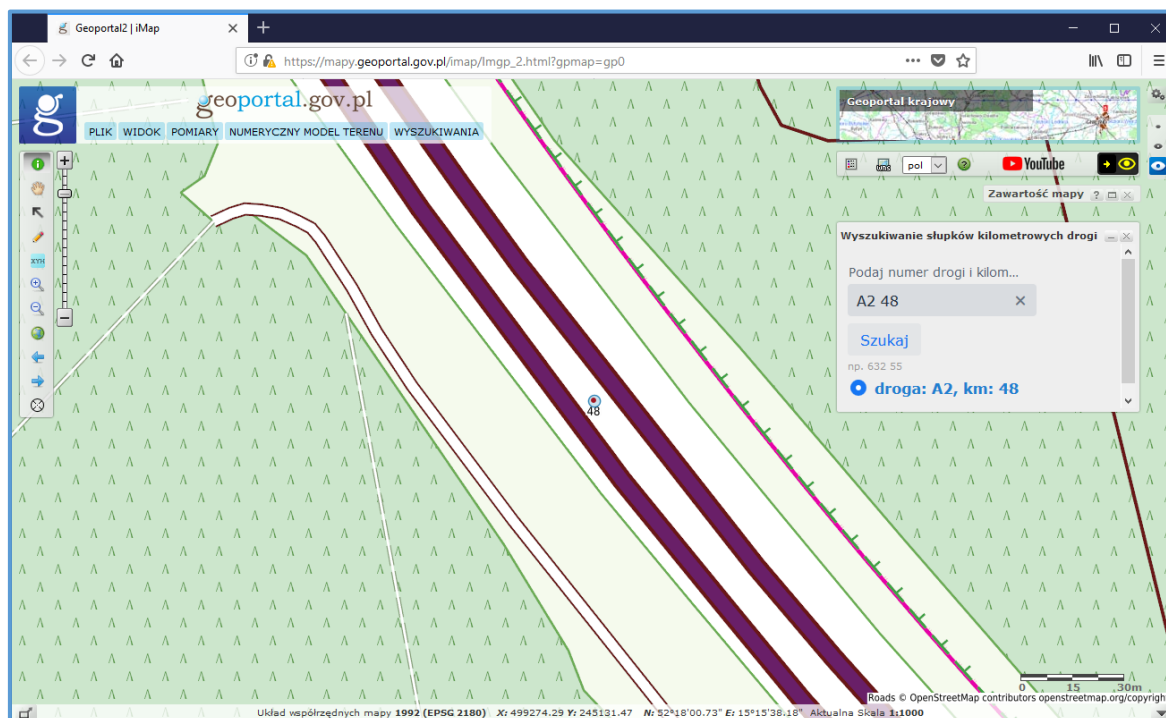 Geoportal2 | iMap
https://mapy.geoportal.gov.pl/imap/Imgp_2.html?gpmap=gp0
geoportal.gov.pl
PLIK WIDOK POMIARY NUMERYCZNY MODEL TERENU WYSZUKIWANIA
Geoportal krajowy
pol
YouTube
Zawartość mapy
Wyszukiwanie słupków kilometrowych drogi
Podaj numer drogi i kilom...
A2 48
Szukaj
np. 632 55
droga: A2, km: 48
XYH
48
0 15 30m
Roads © OpenStreetMap contributors openstreetmap.org/copyright
Układ współrzędnych mapy 1992 (EPSG 2180) X: 499274.29 Y: 245131.47 N: 52°18'00.73" E: 15°15'38.18" Aktualna Skala 1:1000